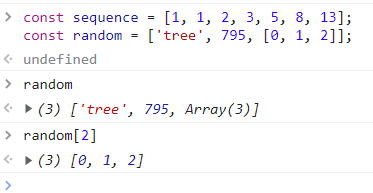 > const sequence = [1, 1, 2, 3, 5, 8, 13];
const random = ['tree', 795, [0, 1, 2]];
undefined
> random
(3) ['tree', 795, Array(3)]
> random[2]
(3) [0, 1, 2]
>